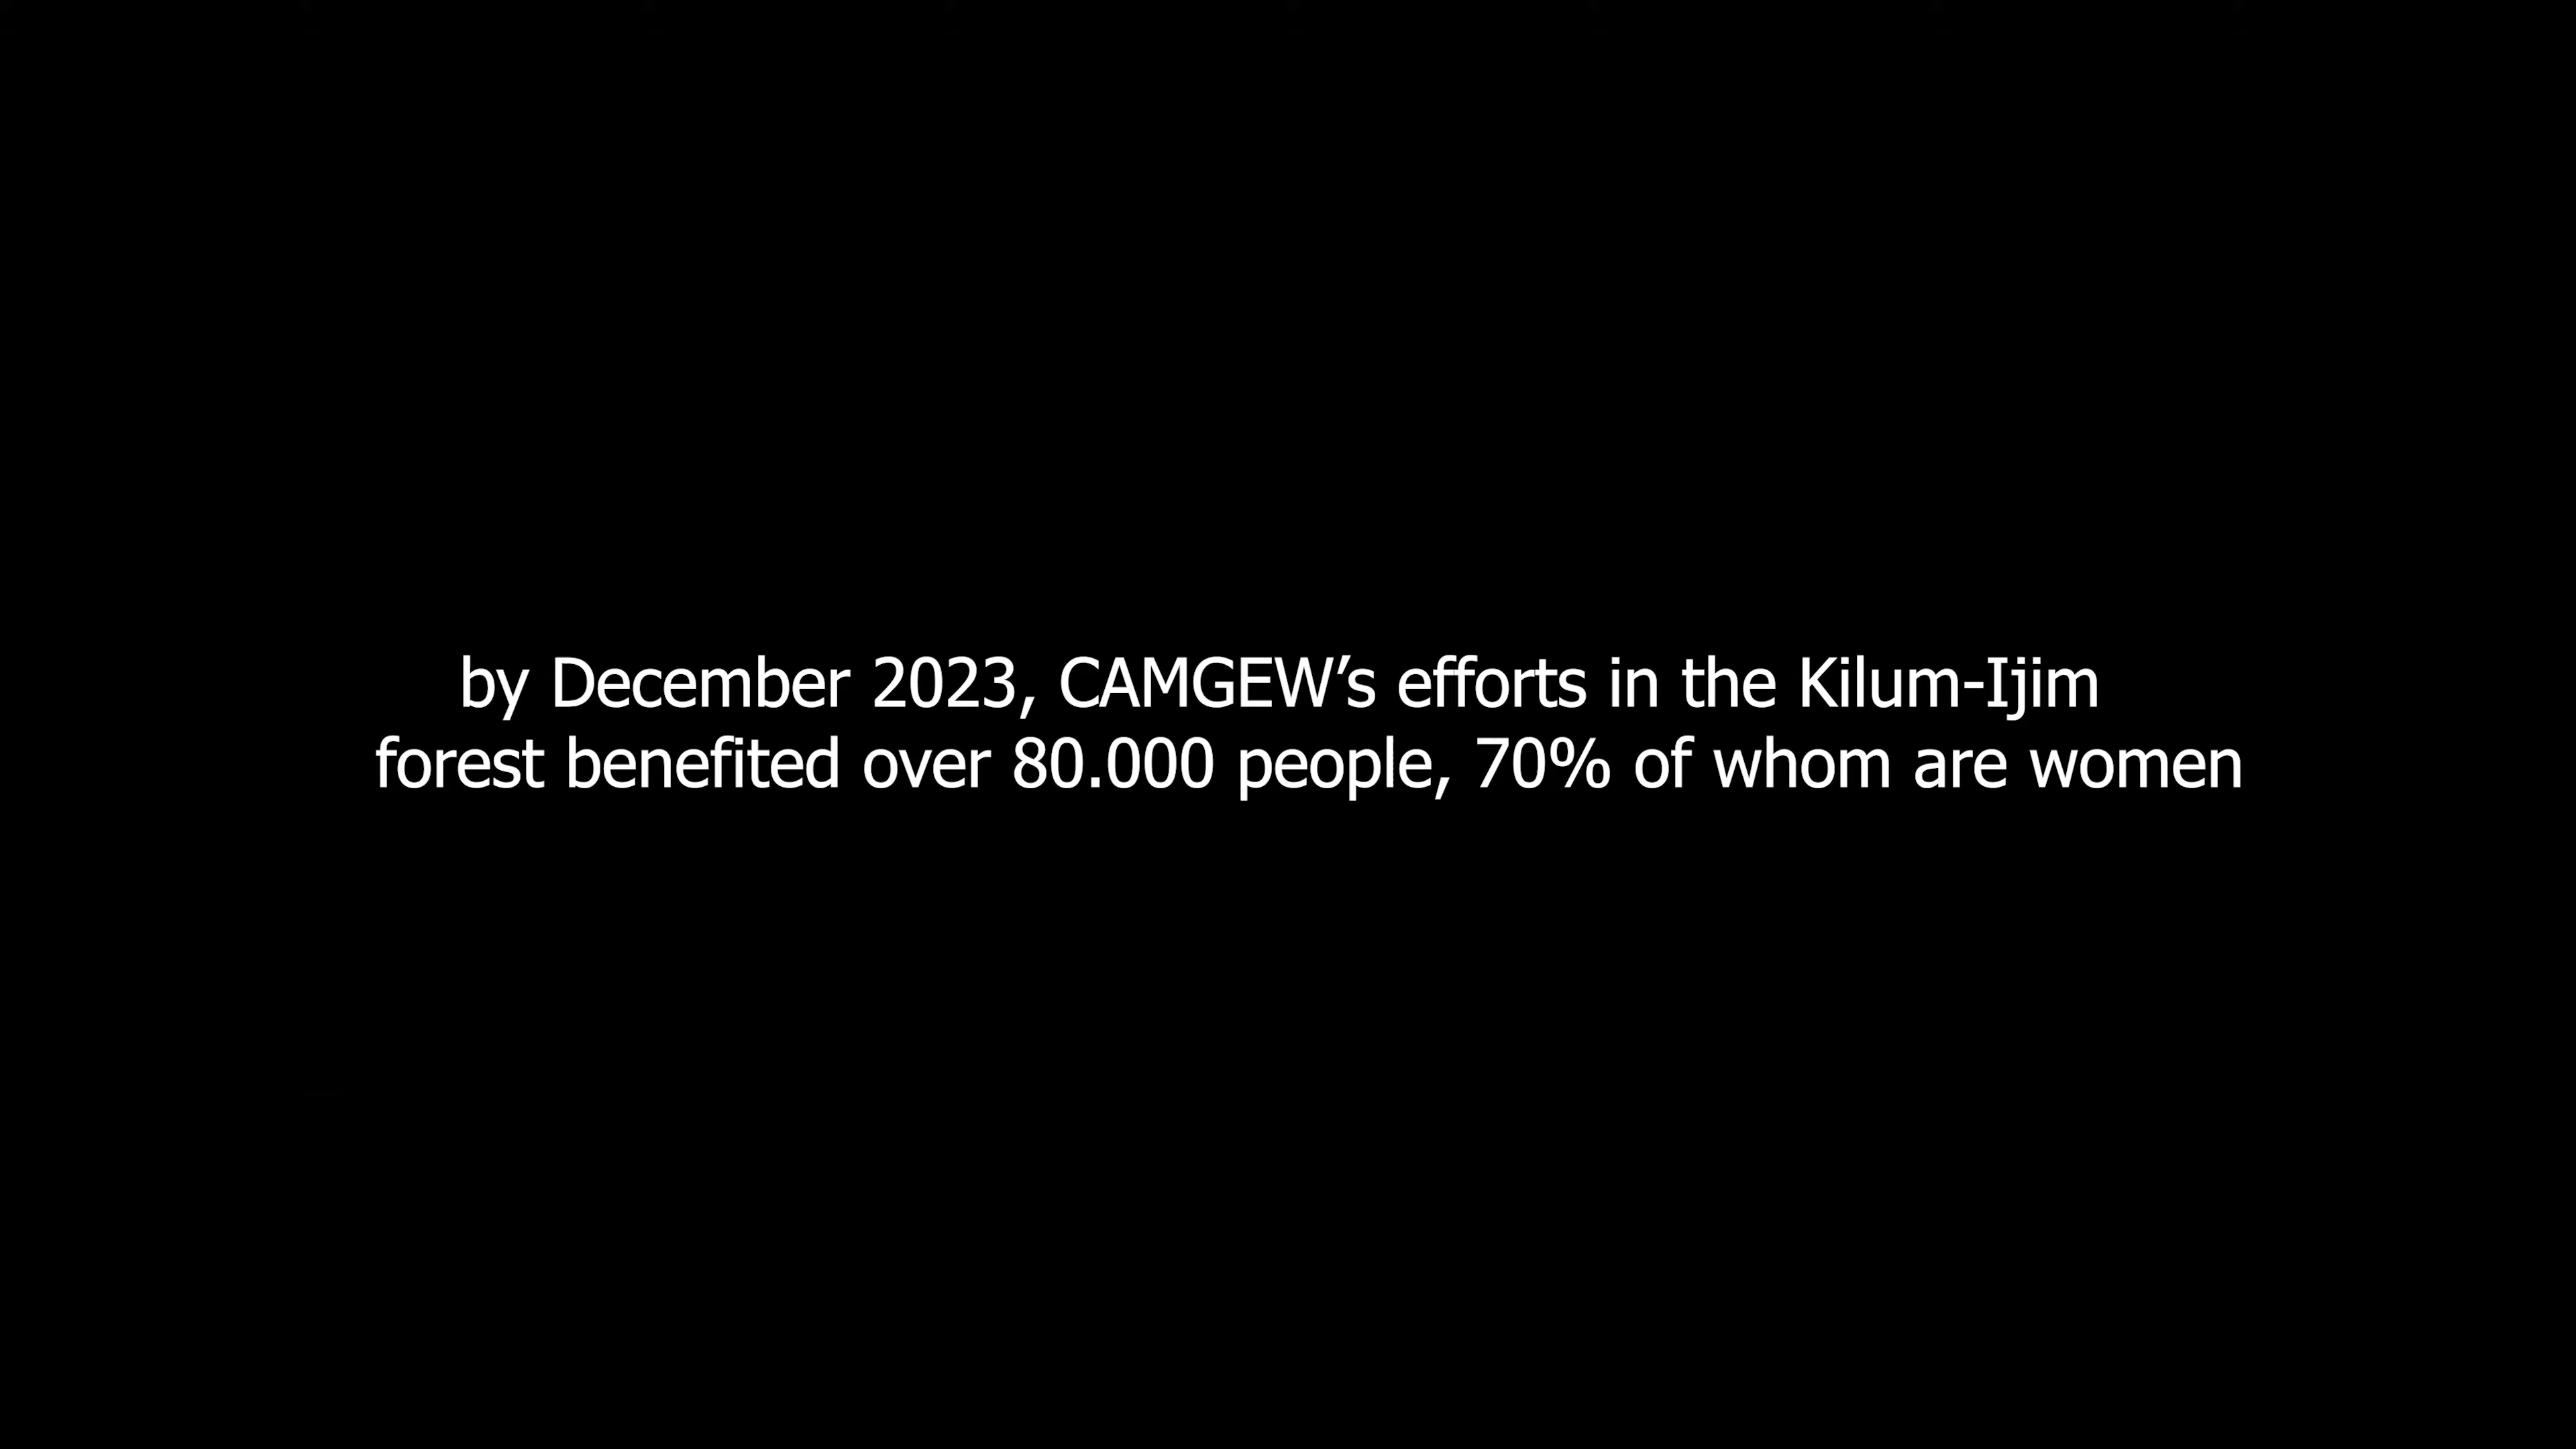 by December 2023, CAMGEW’s efforts in the Kilum-Ijim
forest benefited over 80.000 people, 70% of whom are women